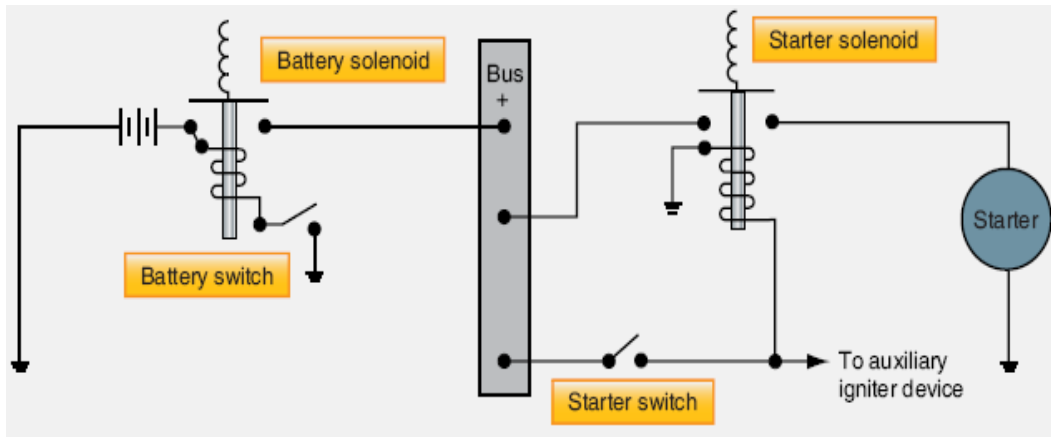 Battery solenoid
Bus
+
Starter solenoid
Starter
Battery switch
Starter switch
To auxiliary
igniter device